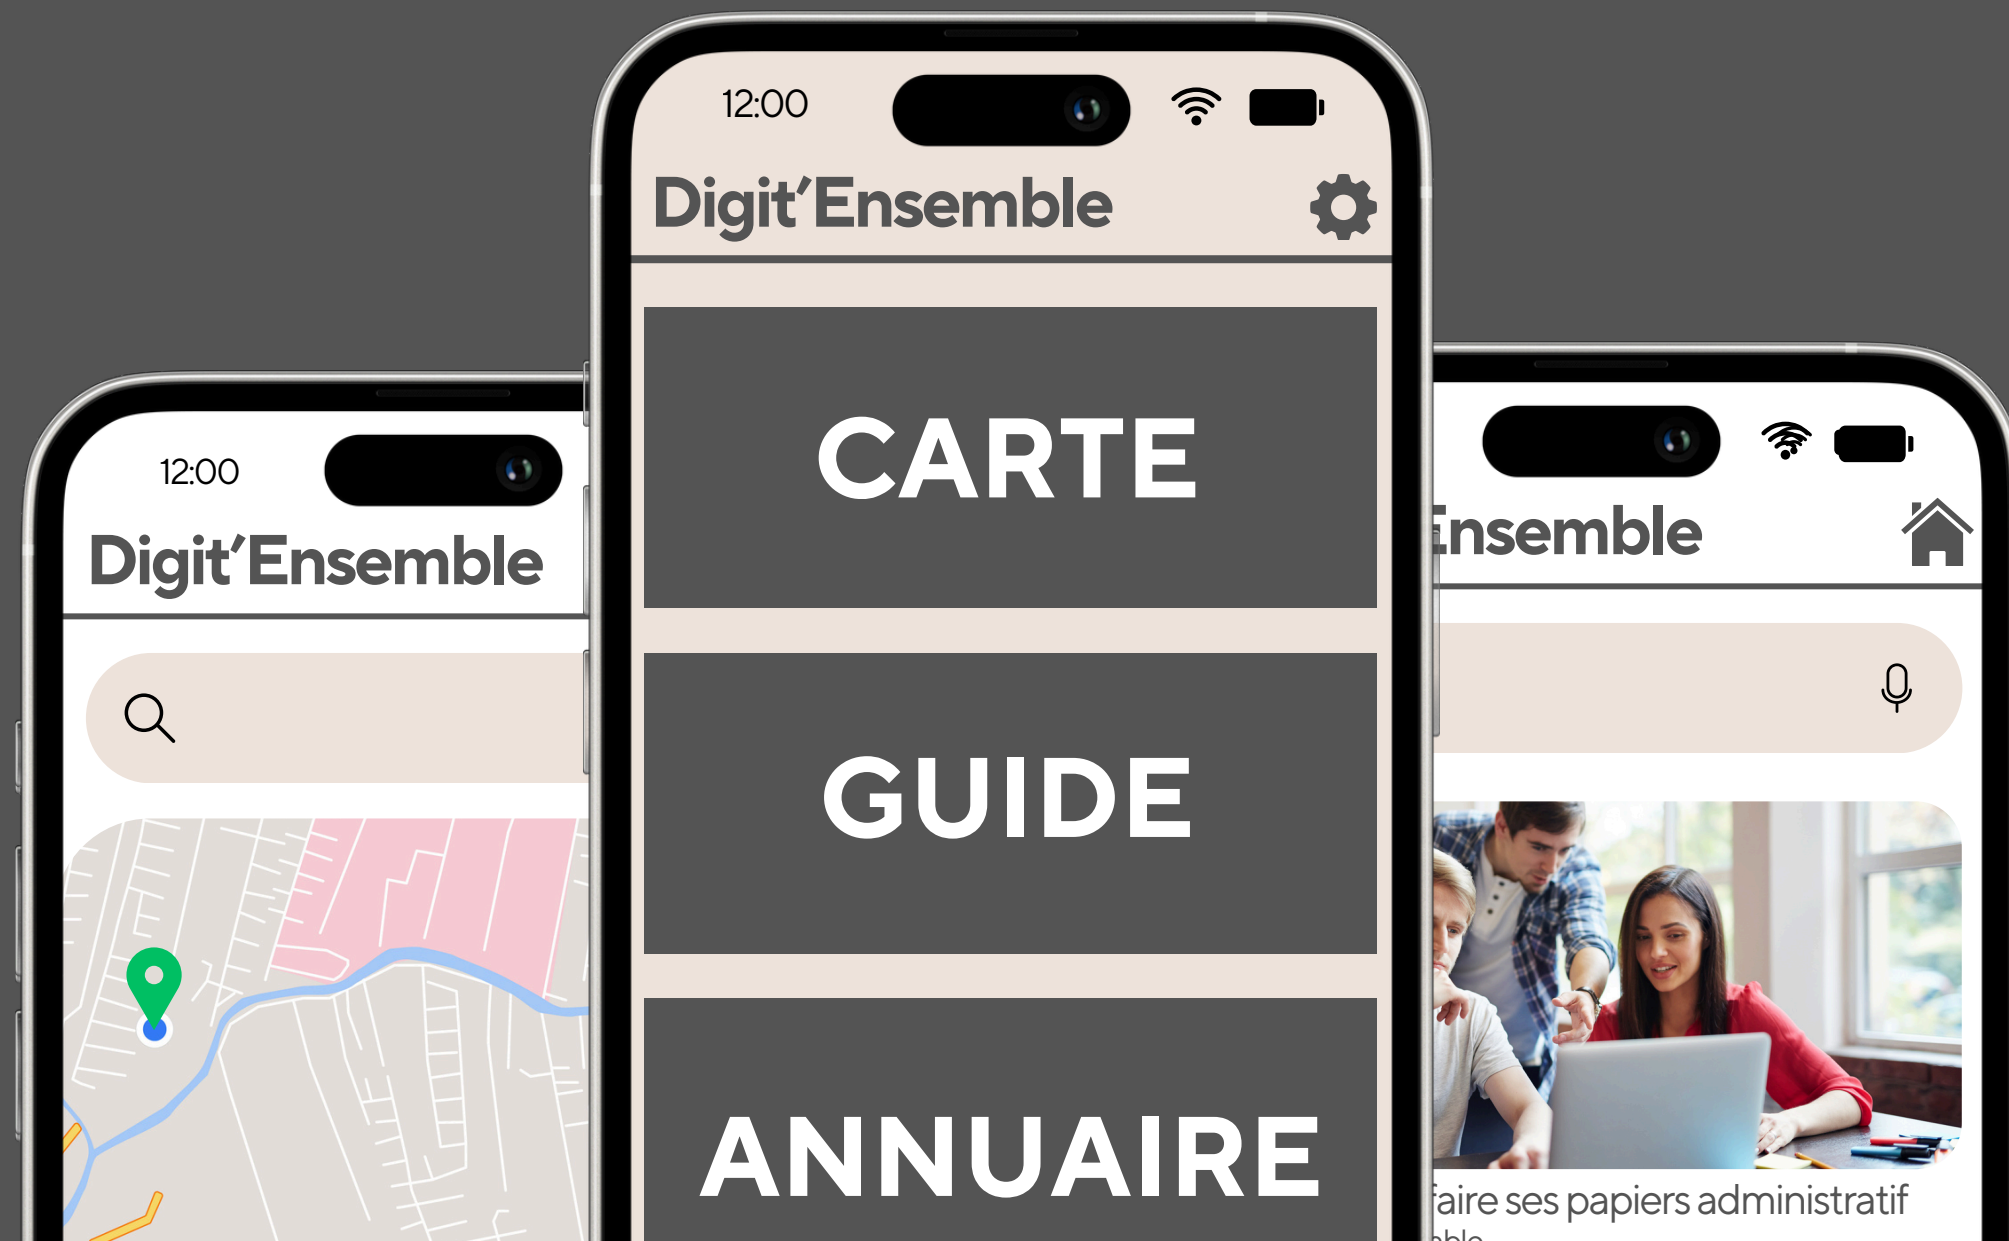 12:00
Digit’Ensemble
CARTE
GUIDE
ANNUAIRE
12:00
Digit’Ensemble
Ensemble
faire ses papiers administratif